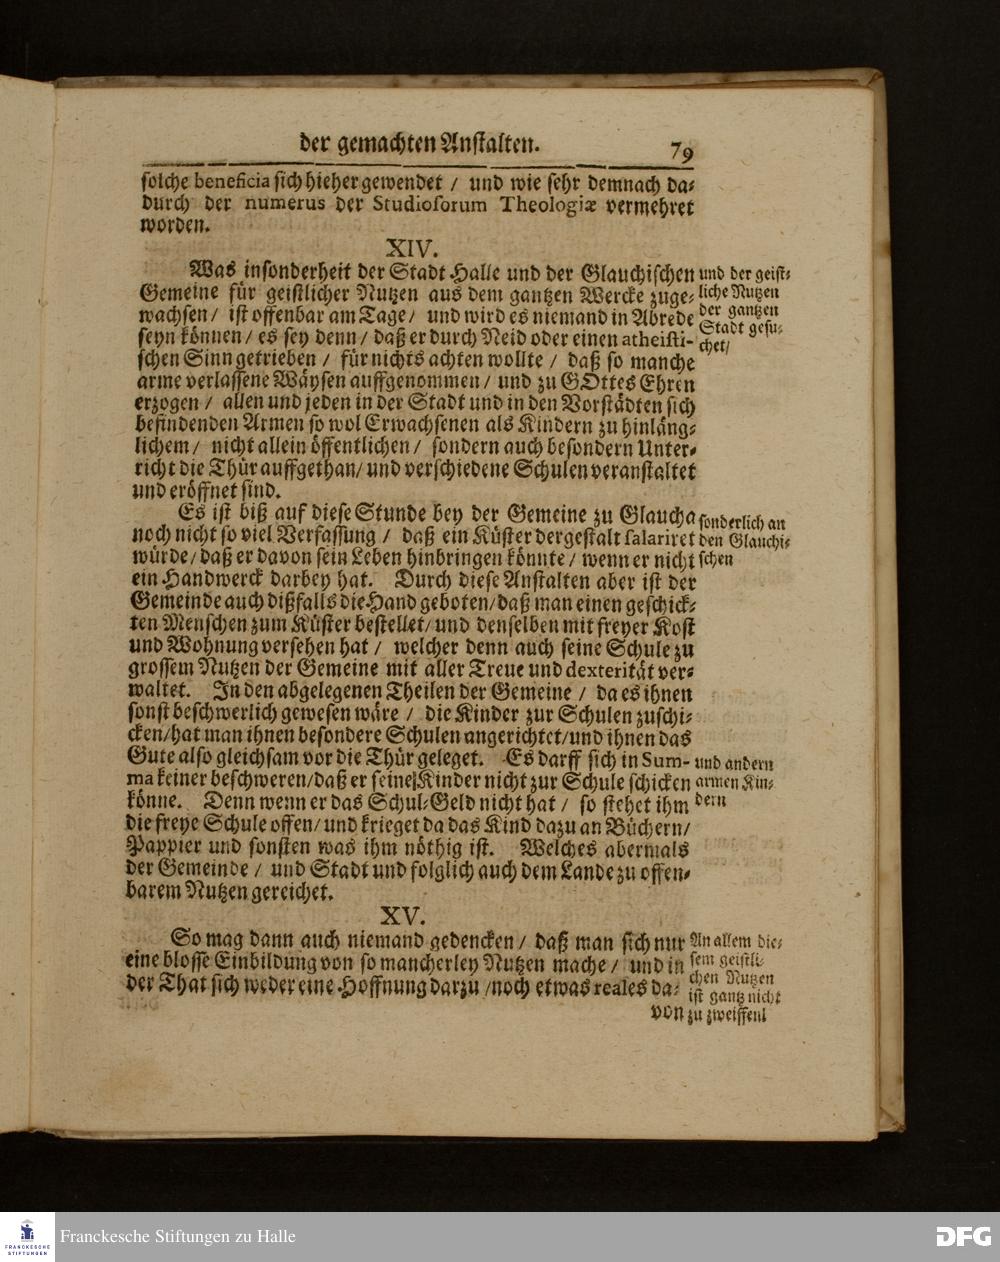 der gemachten Anstalten. 79
solche beneficia sich hieher gewendet / und wie sehr demnach da-
durch der numerus der Studiosorum Theologiæ vermehret
worden.
XIV.
Was insonderheit der Stadt Halle und der Glauchischen
Gemeine für geistlicher Nutzen aus dem gantzen Wercke zuge-
wachsen / ist offenbar am Tage / und wird es niemand in Abrede
seyn können / es sey denn / daß er durch Neid oder einen atheisti-
schen Sinn getrieben / für nichts achten wollte / daß so manche
arme verlassene Wäysen auffgenommen / und zu GOttes Ehren
erzogen / allen und jeden in der Stadt und in den Vorstädten sich
befindenden Armen so wol Erwachsenen als Kindern zu hinläng-
lichem / nicht allein öffentlichen / sondern auch besondern Unter-
richt die Thür auffgethan / und verschiedene Schulen veranstaltet
und eröffnet sind.
und der geist-
liche Nutzen
der gantzen
Stadt gesu-
chet /
Es ist biß auf diese Stunde bey der Gemeine zu Glaucha
noch nicht so viel Verfassung / daß ein Küster dergestalt salariret
würde / daß er davon sein Leben hinbringen könnte / wenn er nicht
ein Handwerck darbey hat. Durch diese Anstalten aber ist der
Gemeinde auch dißfalls die Hand geboten / daß man einen geschick-
ten Menschen zum Küster bestellet / und denselben mit freyer Kost
und Wohnung versehen hat / welcher denn auch seine Schule zu
grossem Nutzen der Gemeine mit aller Treue und dexterität ver-
waltet. In den abgelegenen Theilen der Gemeine / da es ihnen
sonst beschwerlich gewesen wäre / die Kinder zur Schulen zuschi-
cken / hat man ihnen besondere Schulen angerichtet / und ihnen das
Gute also gleichsam vor die Thür geleget. Es darff sich in Sum-
ma keiner beschweren / daß er seine Kinder nicht zur Schule schicken
könne. Denn wenn er das Schul-Geld nicht hat / so stehet ihm
die freye Schule offen / und krieget da das Kind dazu an Büchern /
Pappier und sonsten was ihm nöthig ist. Welches abermals
der Gemeinde / und Stadt und folglich auch dem Lande zu offen-
barem Nutzen gereichet.
sonderlich an
den Glauchi-
schen
und andern
armen Kin-
dern
XV.
So mag dann auch niemand gedencken / daß man sich nur
eine blosse Einbildung von so mancherley Nutzen mache / und in
der That sich weder eine Hoffnung darzu / noch etwas reales da-
von
An allem die-
sem geistli-
chen Nutzen
ist gantz nicht
zu zweiffenl
FRANCKESCHE
STIFTUNGEN
Franckesche Stiftungen zu Halle
DFG